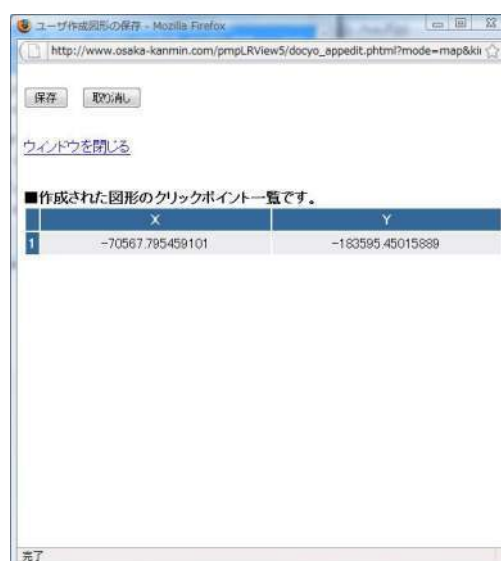 ユーザ作成図形の保存 - Mozilla Firefox
http://www.osaka-kanmin.com/pmpLRView5/docyo_appedit.phtml?mode=map&ki
保存 取り消し
ウィンドウを閉じる
■作成された図形のクリックポイント一覧です。
X Y
1 -70567.795459101 -183595.45015889
完了